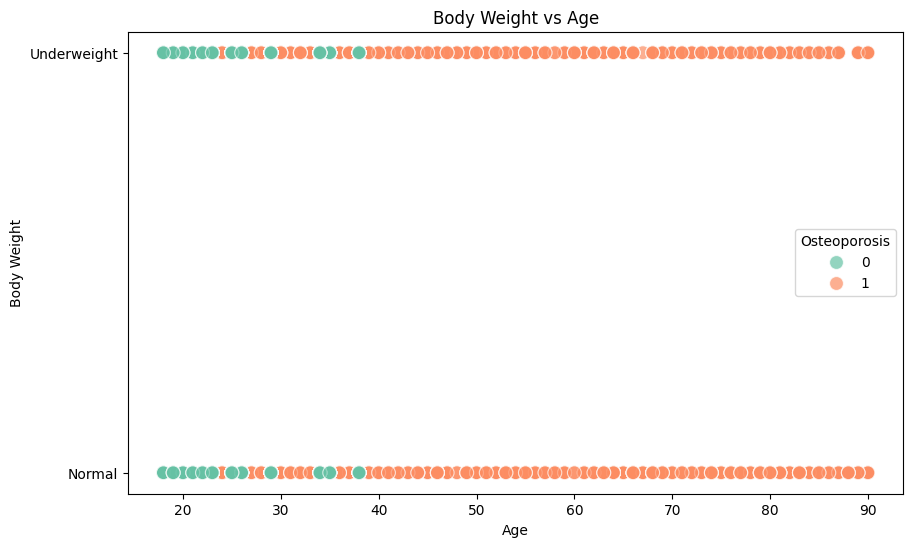 Body Weight vs Age
Underweight
Body Weight
Osteoporosis
0
1
Normal
20 30 40 50 60 70 80 90
Age